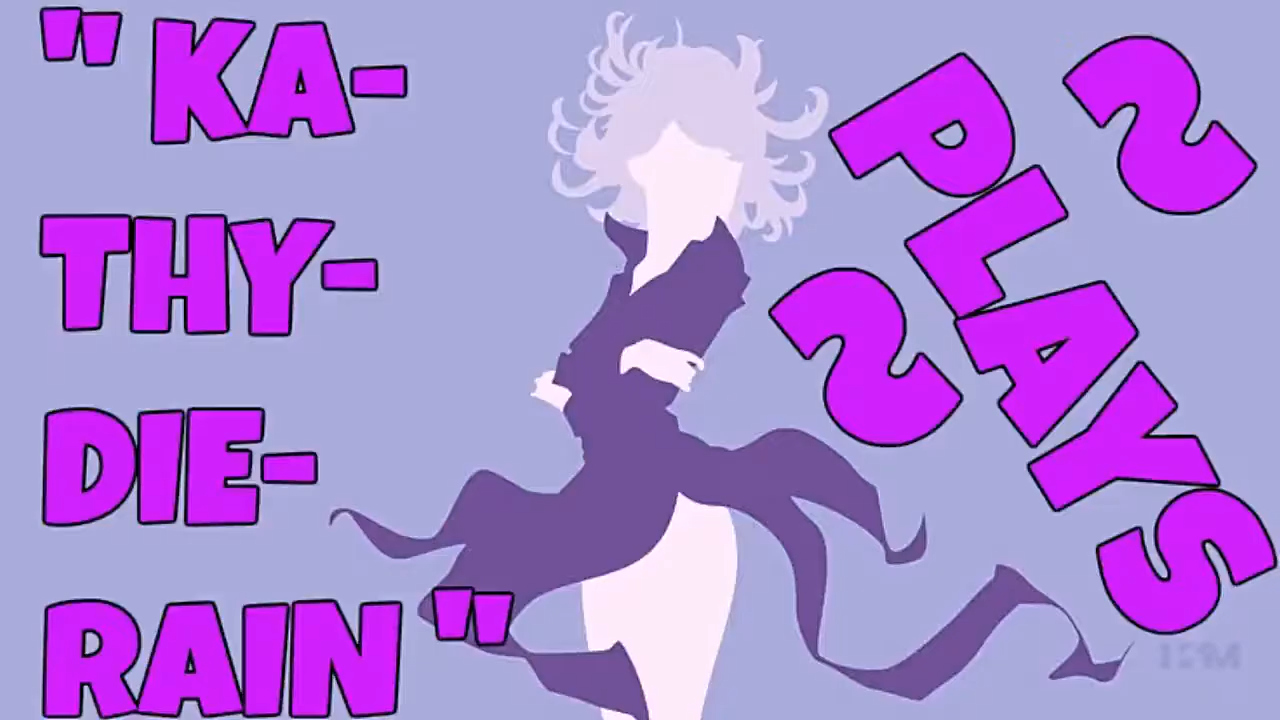 " KA-
THY-
DIE-
RAIN "
S
PLAYS
S